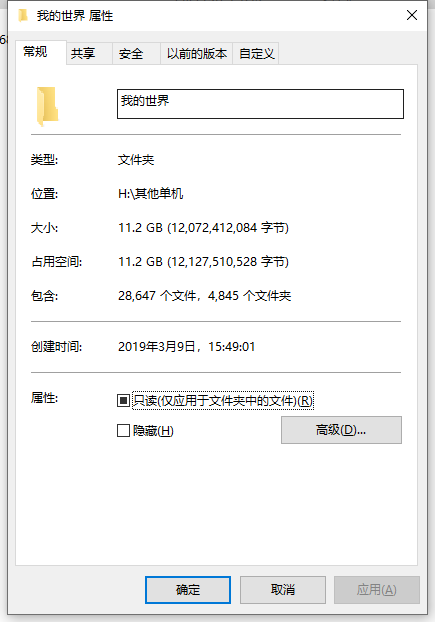 我的世界 属性
常规 共享 安全 以前的版本 自定义
我的世界
类型: 文件夹
位置: H:\其他单机
大小: 11.2 GB (12,072,412,084 字节)
占用空间: 11.2 GB (12,127,510,528 字节)
包含: 28,647 个文件，4,845 个文件夹
创建时间: 2019年3月9日，15:49:01
属性: 只读(仅应用于文件夹中的文件)(R)
隐藏(H) 高级(D)...
确定 取消 应用(A)